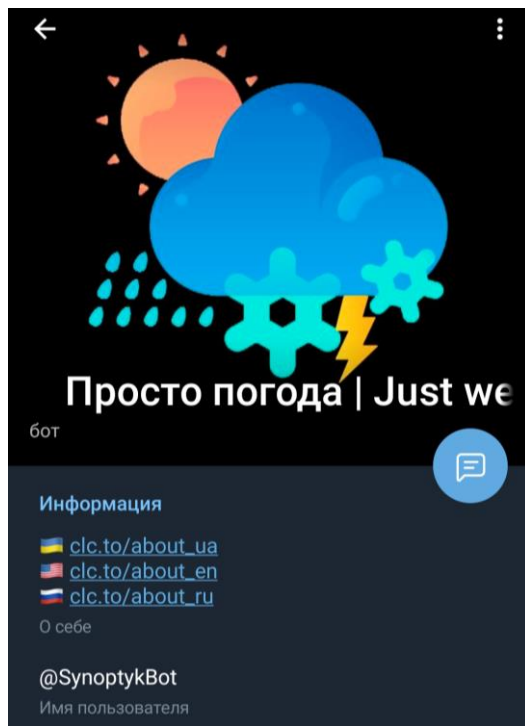 Просто погода | Just we
бот
Информация
🇺🇦 clc.to/about_ua
🇺🇸 clc.to/about_en
🇷🇺 clc.to/about_ru
О себе
@SynoptykBot
Имя пользователя